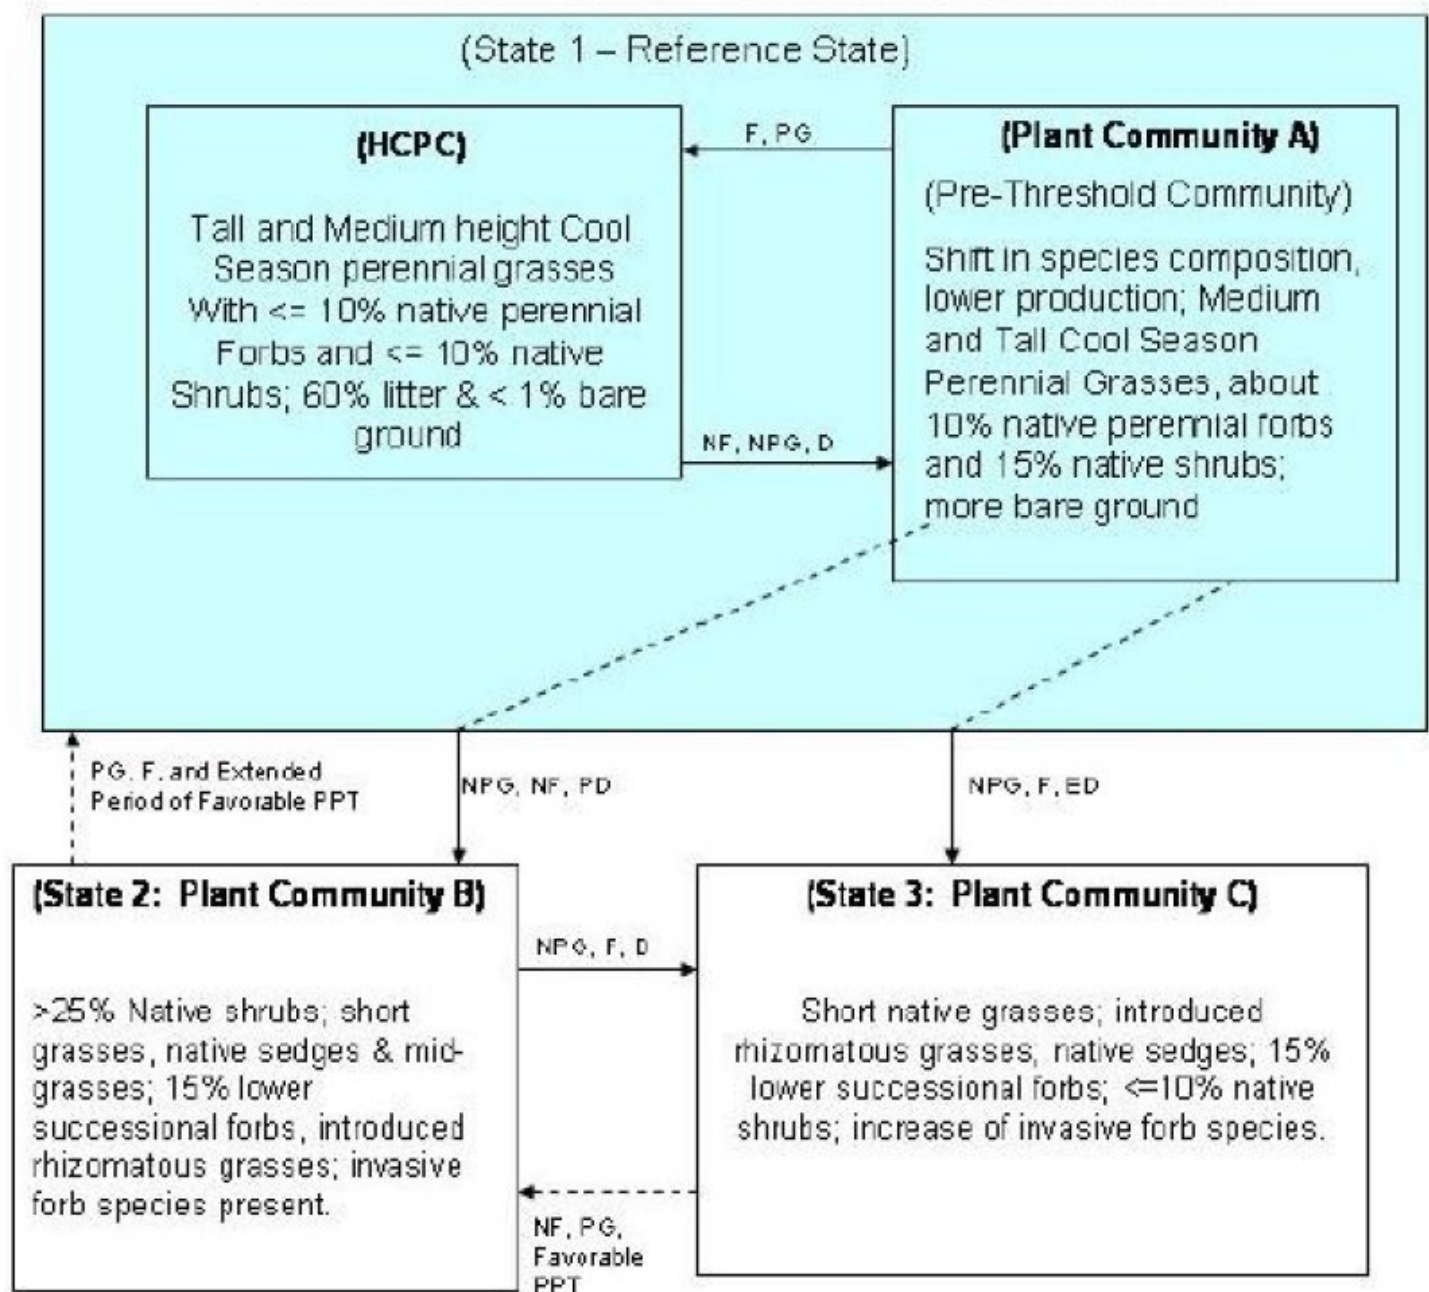 (State 1 – Reference State)
(HCPC)
Tall and Medium height Cool
Season perennial grasses
With <= 10% native perennial
Forbs and <= 10% native
Shrubs; 60% litter & < 1% bare
ground
F, PG
NF, NPG, D
(Plant Community A)
(Pre-Threshold Community)
Shift in species composition,
lower production; Medium
and Tall Cool Season
Perennial Grasses, about
10% native perennial forbs
and 15% native shrubs;
more bare ground
PG. F. and Extended
Period of Favorable PPT
NPG, NF, PD
NPG, F, ED
(State 2: Plant Community B)
>25% Native shrubs; short
grasses, native sedges & mid-
grasses; 15% lower
successional forbs, introduced
rhizomatous grasses; invasive
forb species present.
NPG, F, D
NF, PG,
Favorable
PPT
(State 3: Plant Community C)
Short native grasses; introduced
rhizomatous grasses; native sedges; 15%
lower successional forbs; <=10% native
shrubs; increase of invasive forb species.